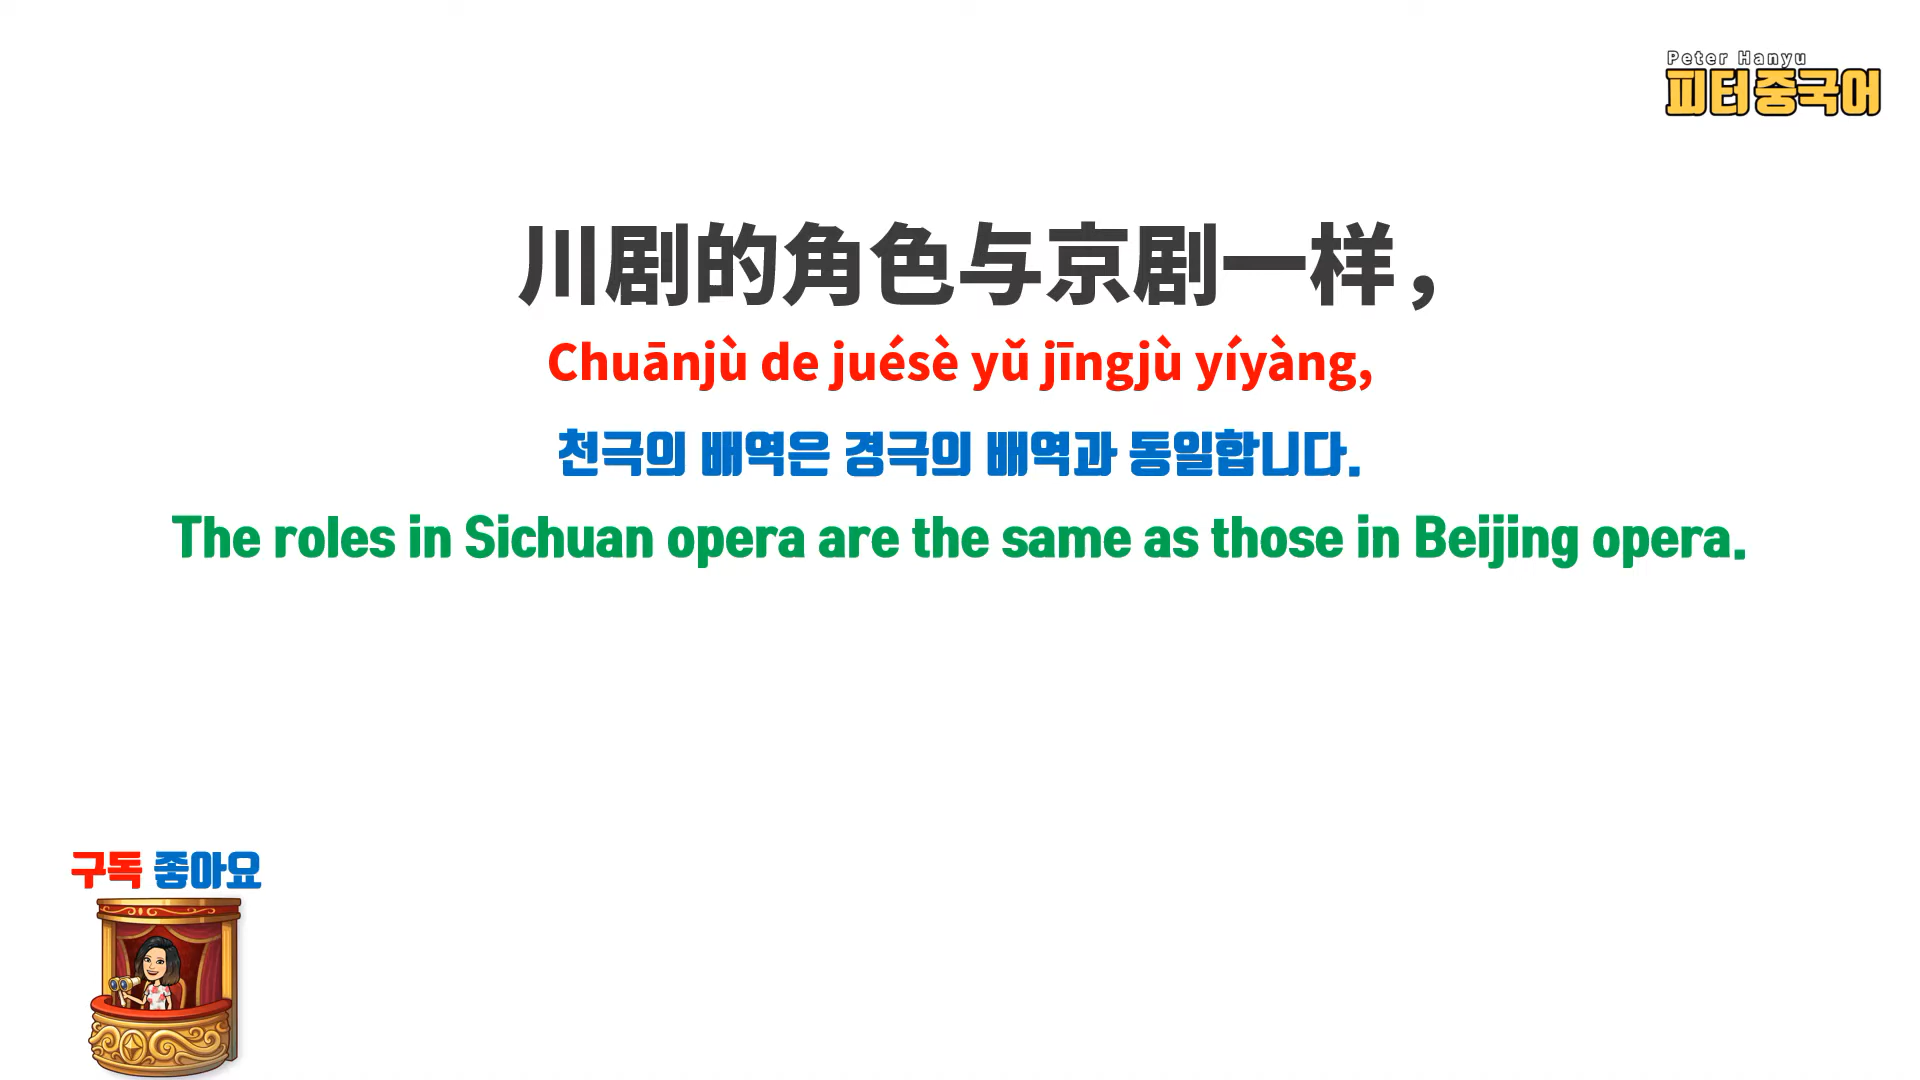 Peter Hanyu
피터 중국어
川剧的角色与京剧一样，
Chuānjù de juésè yǔ jīngjù yíyàng,
천극의 배역은 경극의 배역과 동일합니다.
The roles in Sichuan opera are the same as those in Beijing opera.
구독 좋아요